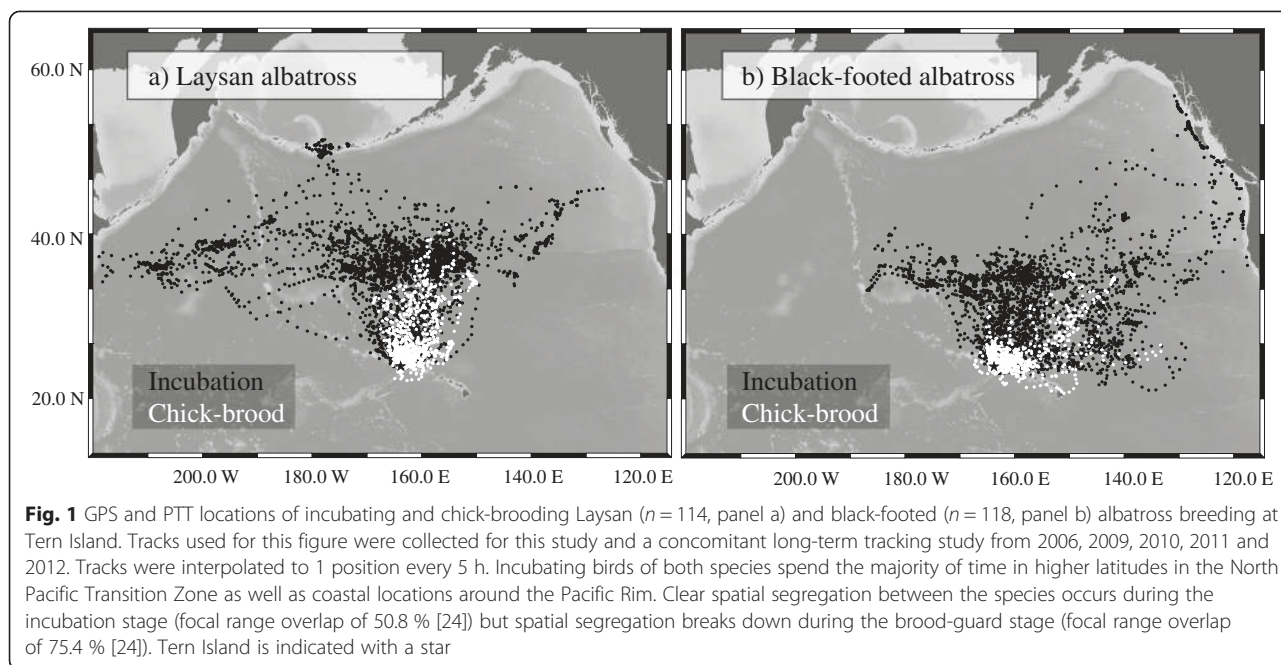 a) Laysan albatross
b) Black-footed albatross
60.0 N
40.0 N
20.0 N
Incubation
Chick-brood
Incubation
Chick-brood
200.0 W 180.0 W 160.0 E 140.0 E 120.0 E
200.0 W 180.0 W 160.0 E 140.0 E 120.0 E
Fig. 1 GPS and PTT locations of incubating and chick-brooding Laysan (n = 114, panel a) and black-footed (n = 118, panel b) albatross breeding at
Tern Island. Tracks used for this figure were collected for this study and a concomitant long-term tracking study from 2006, 2009, 2010, 2011 and
2012. Tracks were interpolated to 1 position every 5 h. Incubating birds of both species spend the majority of time in higher latitudes in the North
Pacific Transition Zone as well as coastal locations around the Pacific Rim. Clear spatial segregation between the species occurs during the
incubation stage (focal range overlap of 50.8 % [24]) but spatial segregation breaks down during the brood-guard stage (focal range overlap
of 75.4 % [24]). Tern Island is indicated with a star